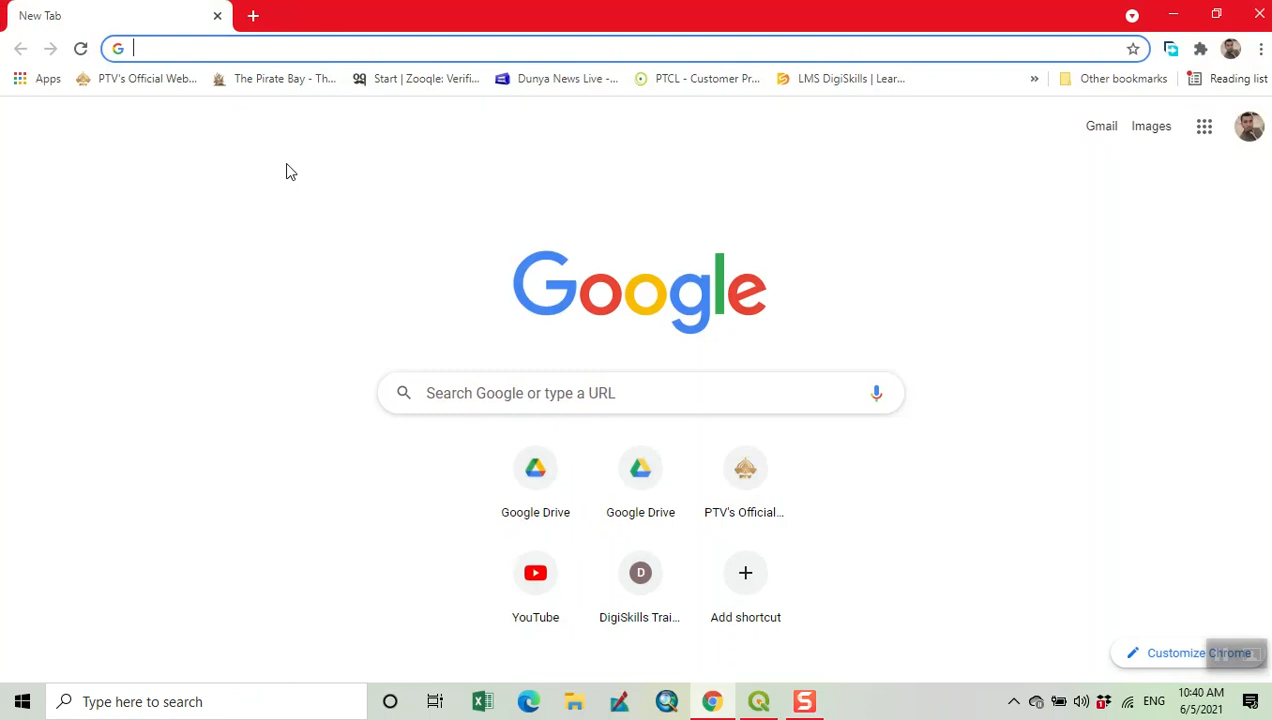 New Tab
Apps
PTV's Official Web...
The Pirate Bay - Th...
Start | Zooqle: Verifi...
Dunya News Live -...
PTCL - Customer Pr...
LMS DigiSkills | Lear...
»
Other bookmarks
Reading list
Gmail
Images
Google
Search Google or type a URL
Google Drive
Google Drive
PTV's Official...
YouTube
D
DigiSkills Trai...
Add shortcut
Customize Chrome
Type here to search
ENG
10:40 AM
6/5/2021